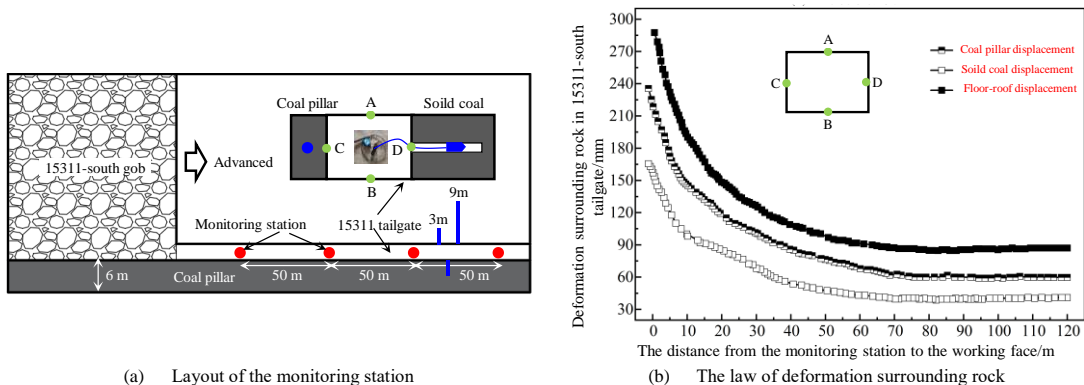 Coal pillar
A
Soild coal
C
D
B
15311-south gob
Advanced
9m
3m
15311 tailgate
Monitoring station
6 m
Coal pillar
50 m
50 m
50 m
(a) Layout of the monitoring station
Deformation surrounding rock in 15311-south
tailgate/mm
300
270
240
210
180
150
120
90
60
30
A
C
D
B
Coal pillar displacement
Soild coal displacement
Floor-roof displacement
0 10 20 30 40 50 60 70 80 90 100 110 120
The distance from the monitoring station to the working face/m
(b) The law of deformation surrounding rock